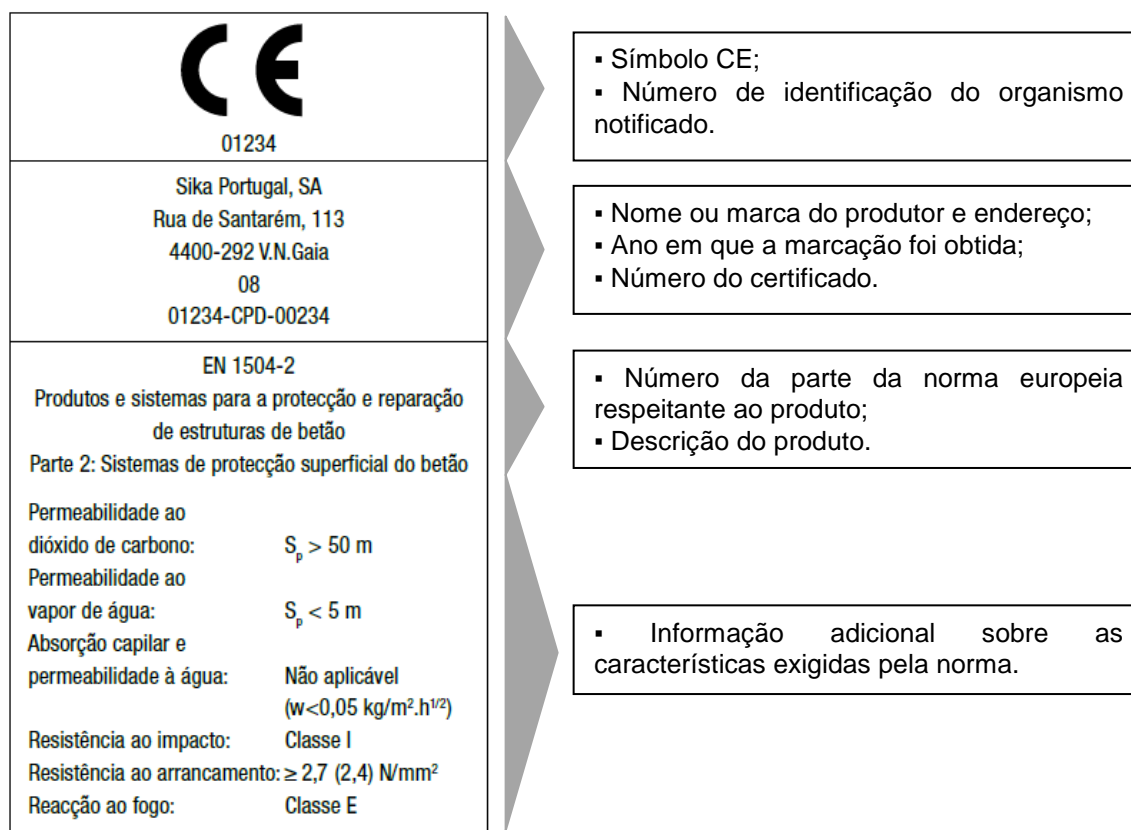 CE
01234
Sika Portugal, SA
Rua de Santarém, 113
4400-292 V.N.Gaia
08
01234-CPD-00234
EN 1504-2
Produtos e sistemas para a protecção e reparação
de estruturas de betão
Parte 2: Sistemas de protecção superficial do betão
Permeabilidade ao
dióxido de carbono: Sₚ > 50 m
Permeabilidade ao
vapor de água: Sₚ < 5 m
Absorção capilar e
permeabilidade à água: Não aplicável
(w<0,05 kg/m².h¹ᐟ²)
Resistência ao impacto: Classe I
Resistência ao arrancamento: ≥ 2,7 (2,4) N/mm²
Reacção ao fogo: Classe E
▪ Símbolo CE;
▪ Número de identificação do organismo
notificado.
▪ Nome ou marca do produtor e endereço;
▪ Ano em que a marcação foi obtida;
▪ Número do certificado.
▪ Número da parte da norma europeia
respeitante ao produto;
▪ Descrição do produto.
▪ Informação adicional sobre as
características exigidas pela norma.